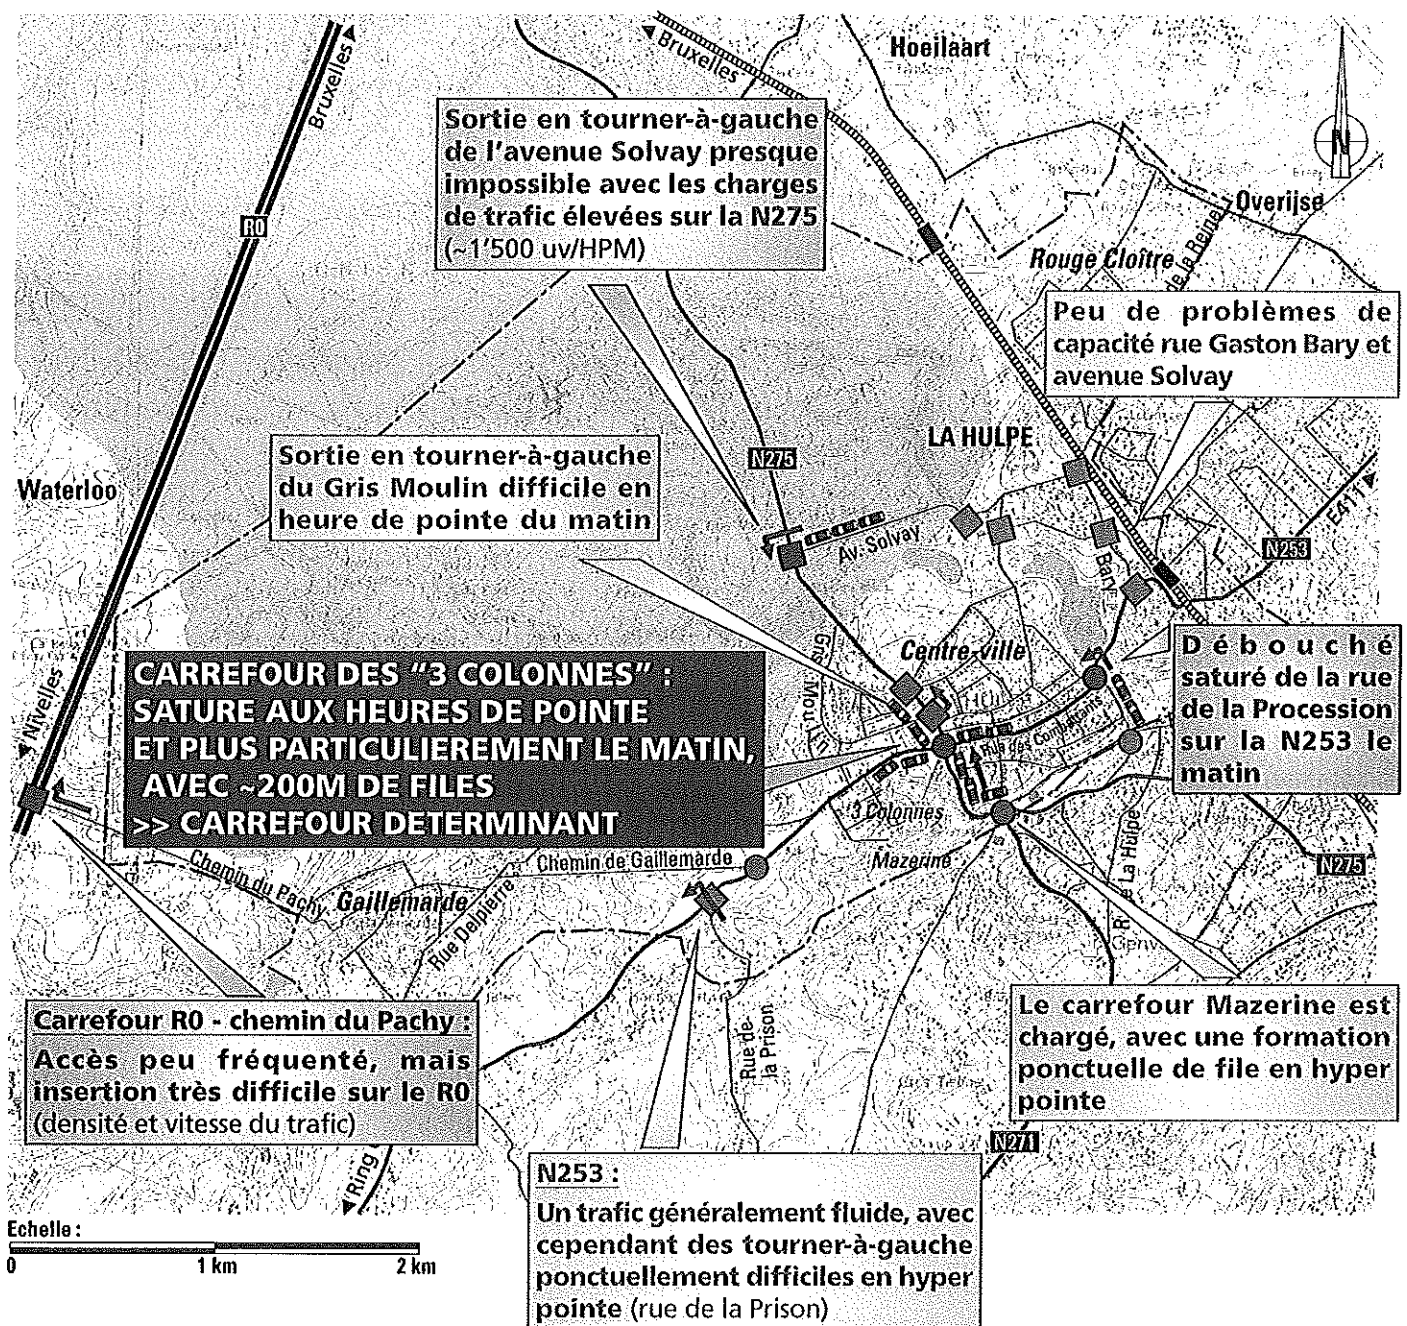 Bruxelles
Bruxelles
Hoeilaart
N
Sortie en tourner-à-gauche
de l'avenue Solvay presque
impossible avec les charges
de trafic élevées sur la N275
(~1'500 uv/HPM)
R0
Overijse
Rouge Cloître
de la Reine
Peu de problèmes de
capacité rue Gaston Bary et
avenue Solvay
LA HULPE
Sortie en tourner-à-gauche
du Gris Moulin difficile en
heure de pointe du matin
N275
Waterloo
E411
Av. Solvay
Bary
N253
Gris Moulin
Centre-ville
Débouché
saturé de la rue
de la Procession
sur la N253 le
matin
CARREFOUR DES "3 COLONNES" :
SATURE AUX HEURES DE POINTE
ET PLUS PARTICULIEREMENT LE MATIN,
AVEC ~200M DE FILES
>> CARREFOUR DETERMINANT
Nivelles
Rue des Combattants
3 Colonnes
Mazerine
Chemin de Gaillemarde
Chemin du Pachy
Gaillemarde
Rue Delpierre
N275
La Hulpe
Carrefour R0 - chemin du Pachy :
Accès peu fréquenté, mais
insertion très difficile sur le R0
(densité et vitesse du trafic)
Rue de
la Prison
Le carrefour Mazerine est
chargé, avec une formation
ponctuelle de file en hyper
pointe
N271
Ring
N253 :
Un trafic généralement fluide, avec
cependant des tourner-à-gauche
ponctuellement difficiles en hyper
pointe (rue de la Prison)
Echelle :
0 1 km 2 km